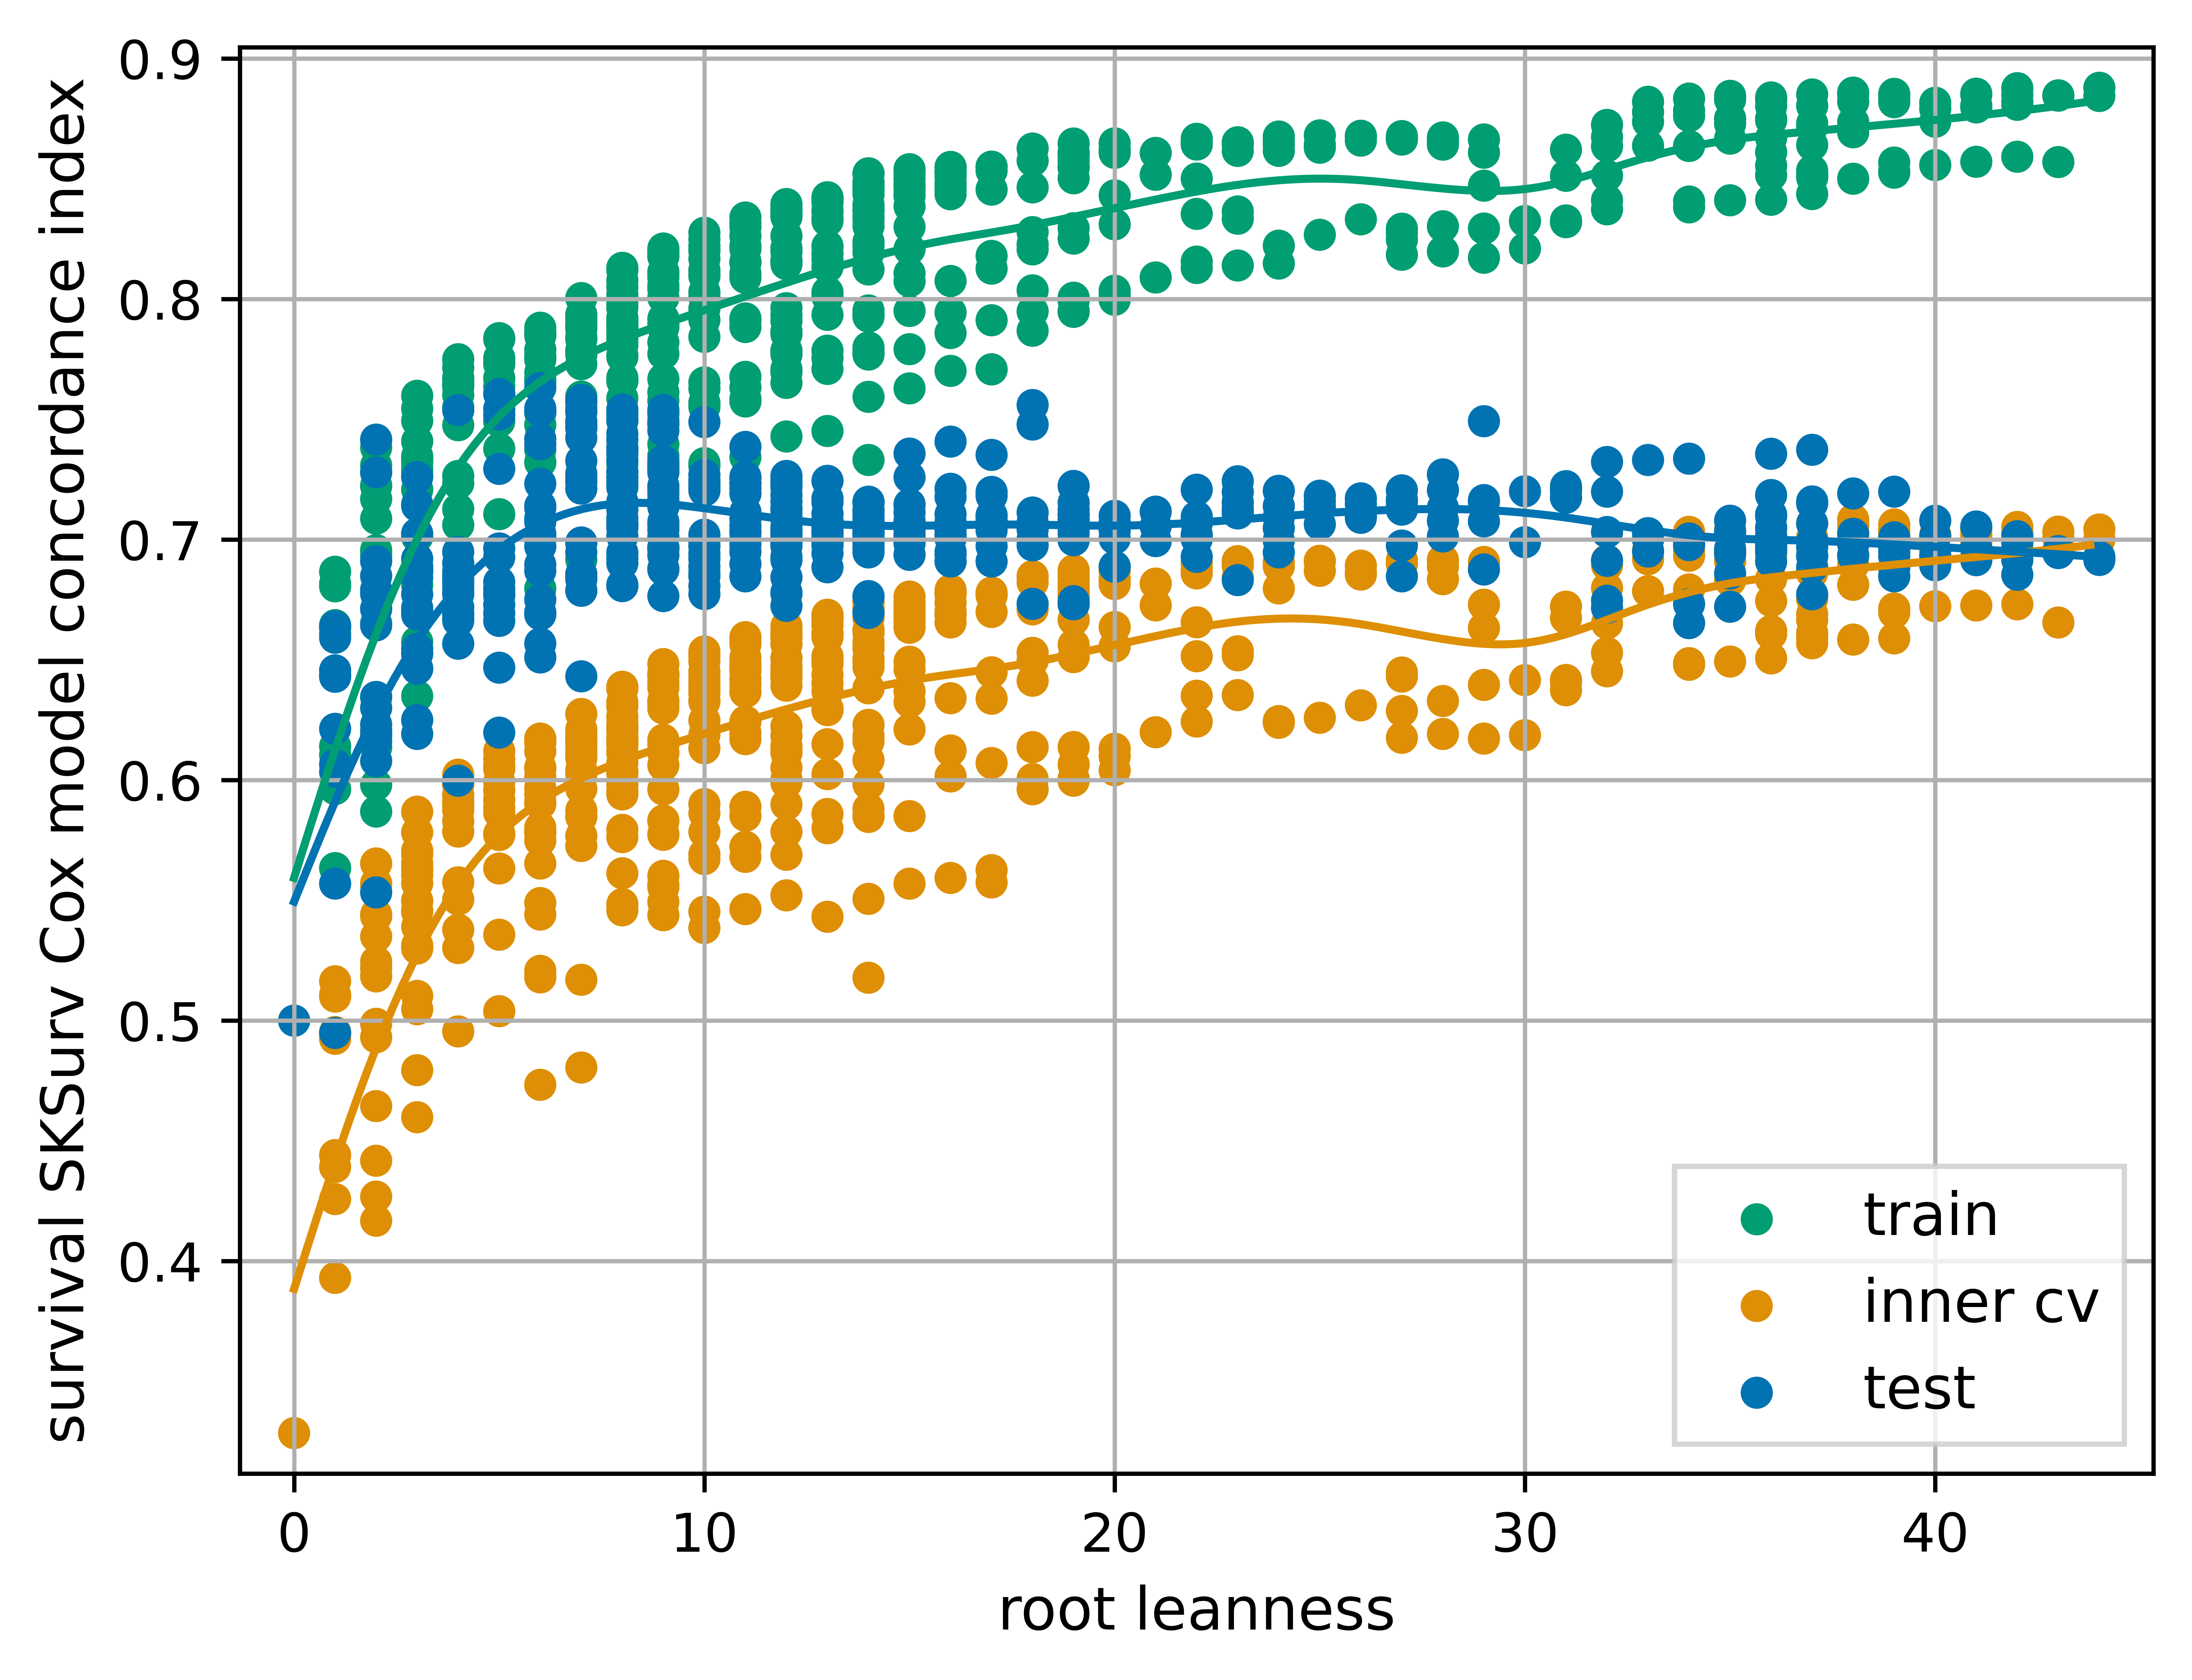 survival SKSurv Cox model concordance index
0.9
0.8
0.7
0.6
0.5
0.4
0
10
20
30
40
root leanness
train
inner cv
test